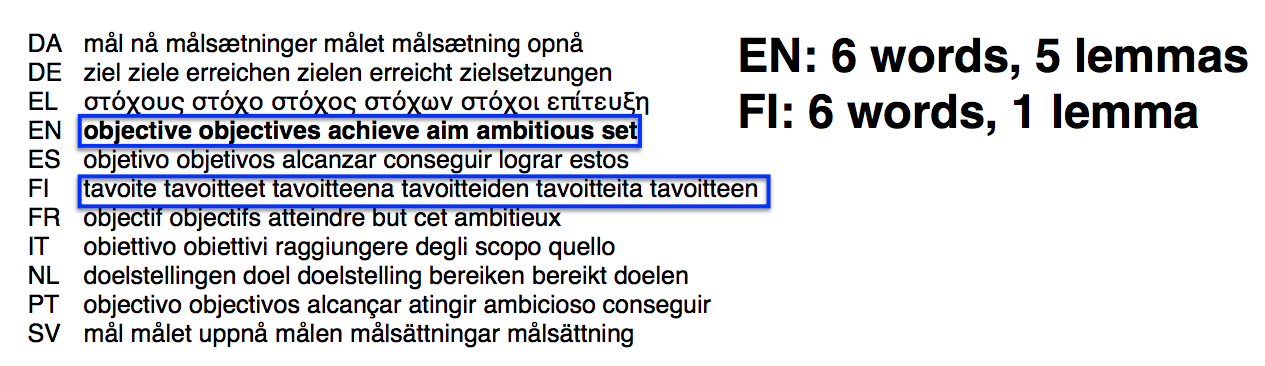 DA mål nå målsætninger målet målsætning opnå
DE ziel ziele erreichen zielen erreicht zielsetzungen
EL στόχους στόχο στόχος στόχων στόχοι επίτευξη
EN objective objectives achieve aim ambitious set
ES objetivo objetivos alcanzar conseguir lograr estos
FI tavoite tavoitteet tavoitteena tavoitteiden tavoitteita tavoitteen
FR objectif objectifs atteindre but cet ambitieux
IT obiettivo obiettivi raggiungere degli scopo quello
NL doelstellingen doel doelstelling bereiken bereikt doelen
PT objectivo objectivos alcançar atingir ambicioso conseguir
SV mål målet uppnå målen målsättningar målsättning
EN: 6 words, 5 lemmas
FI: 6 words, 1 lemma